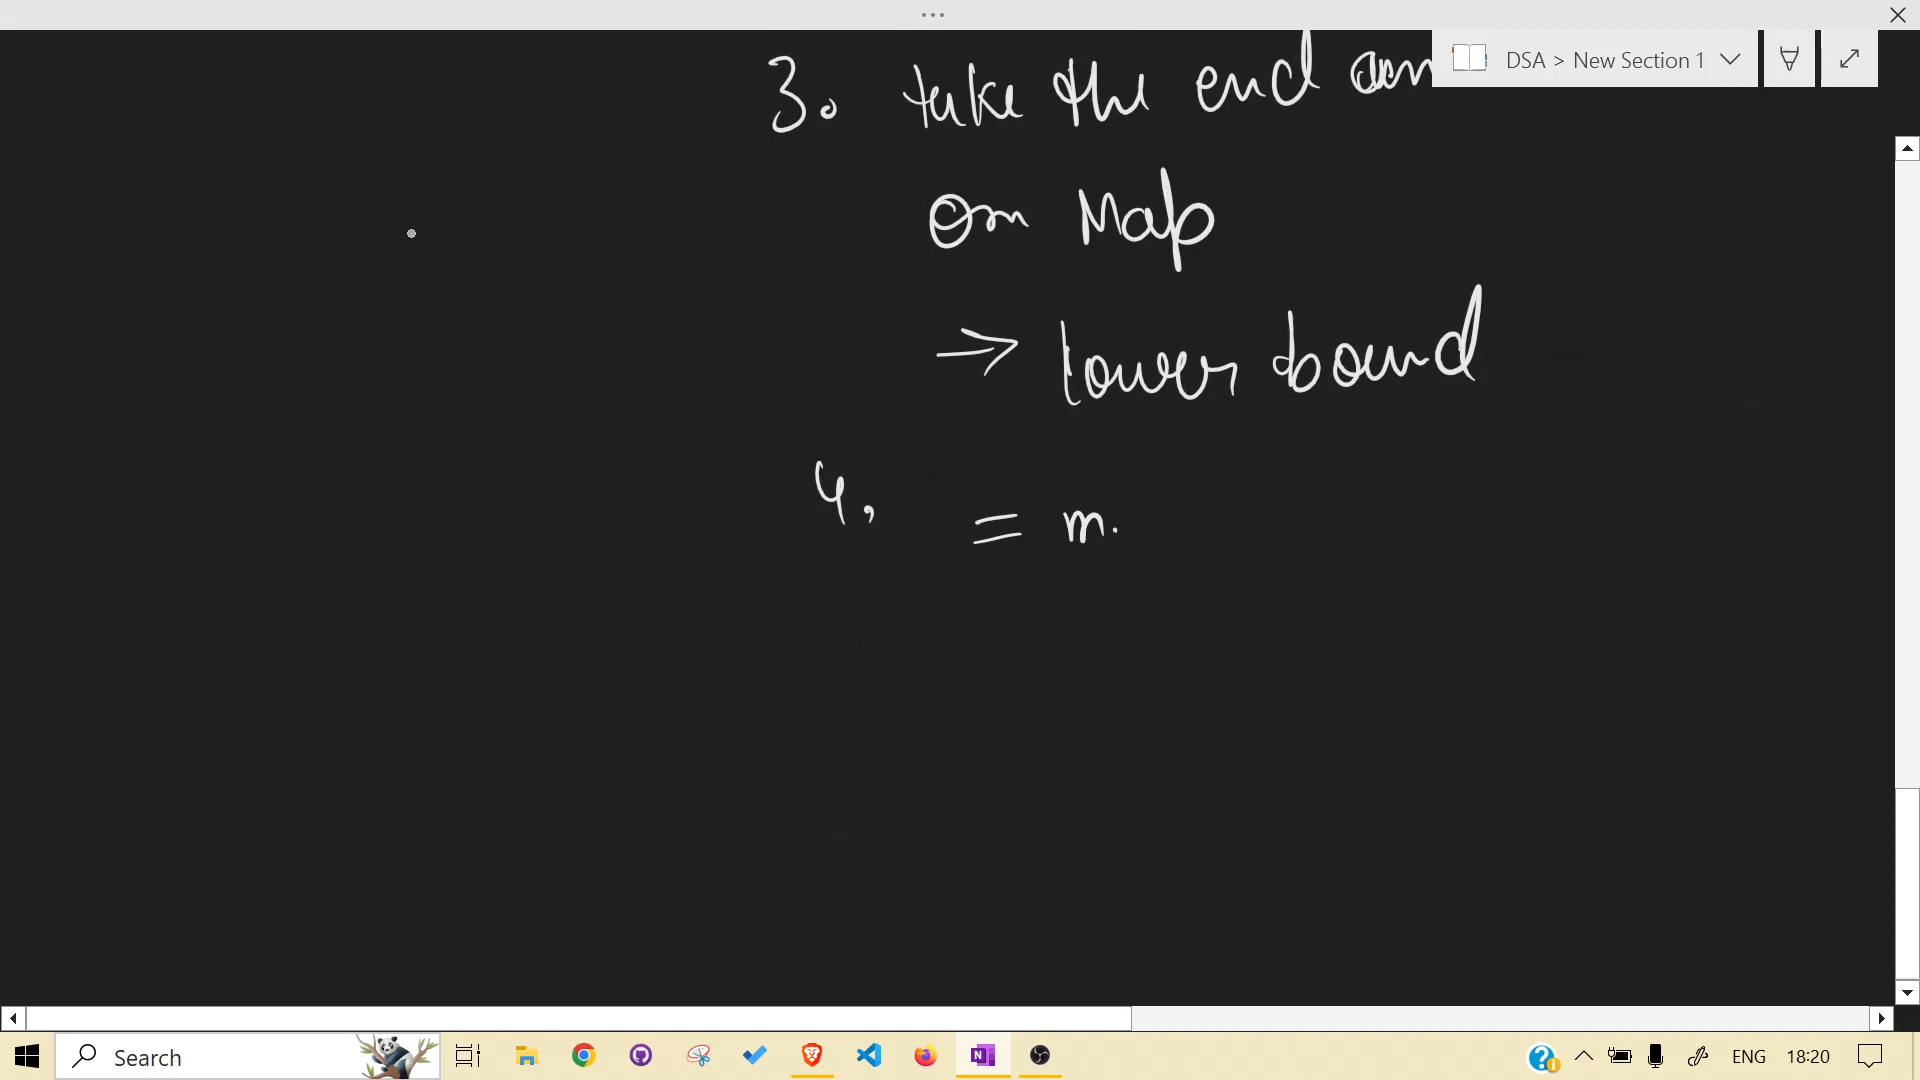 DSA > New Section 1
3. take the end
on Map
→ lower bound
4.
= m.
Search
ENG 18:20